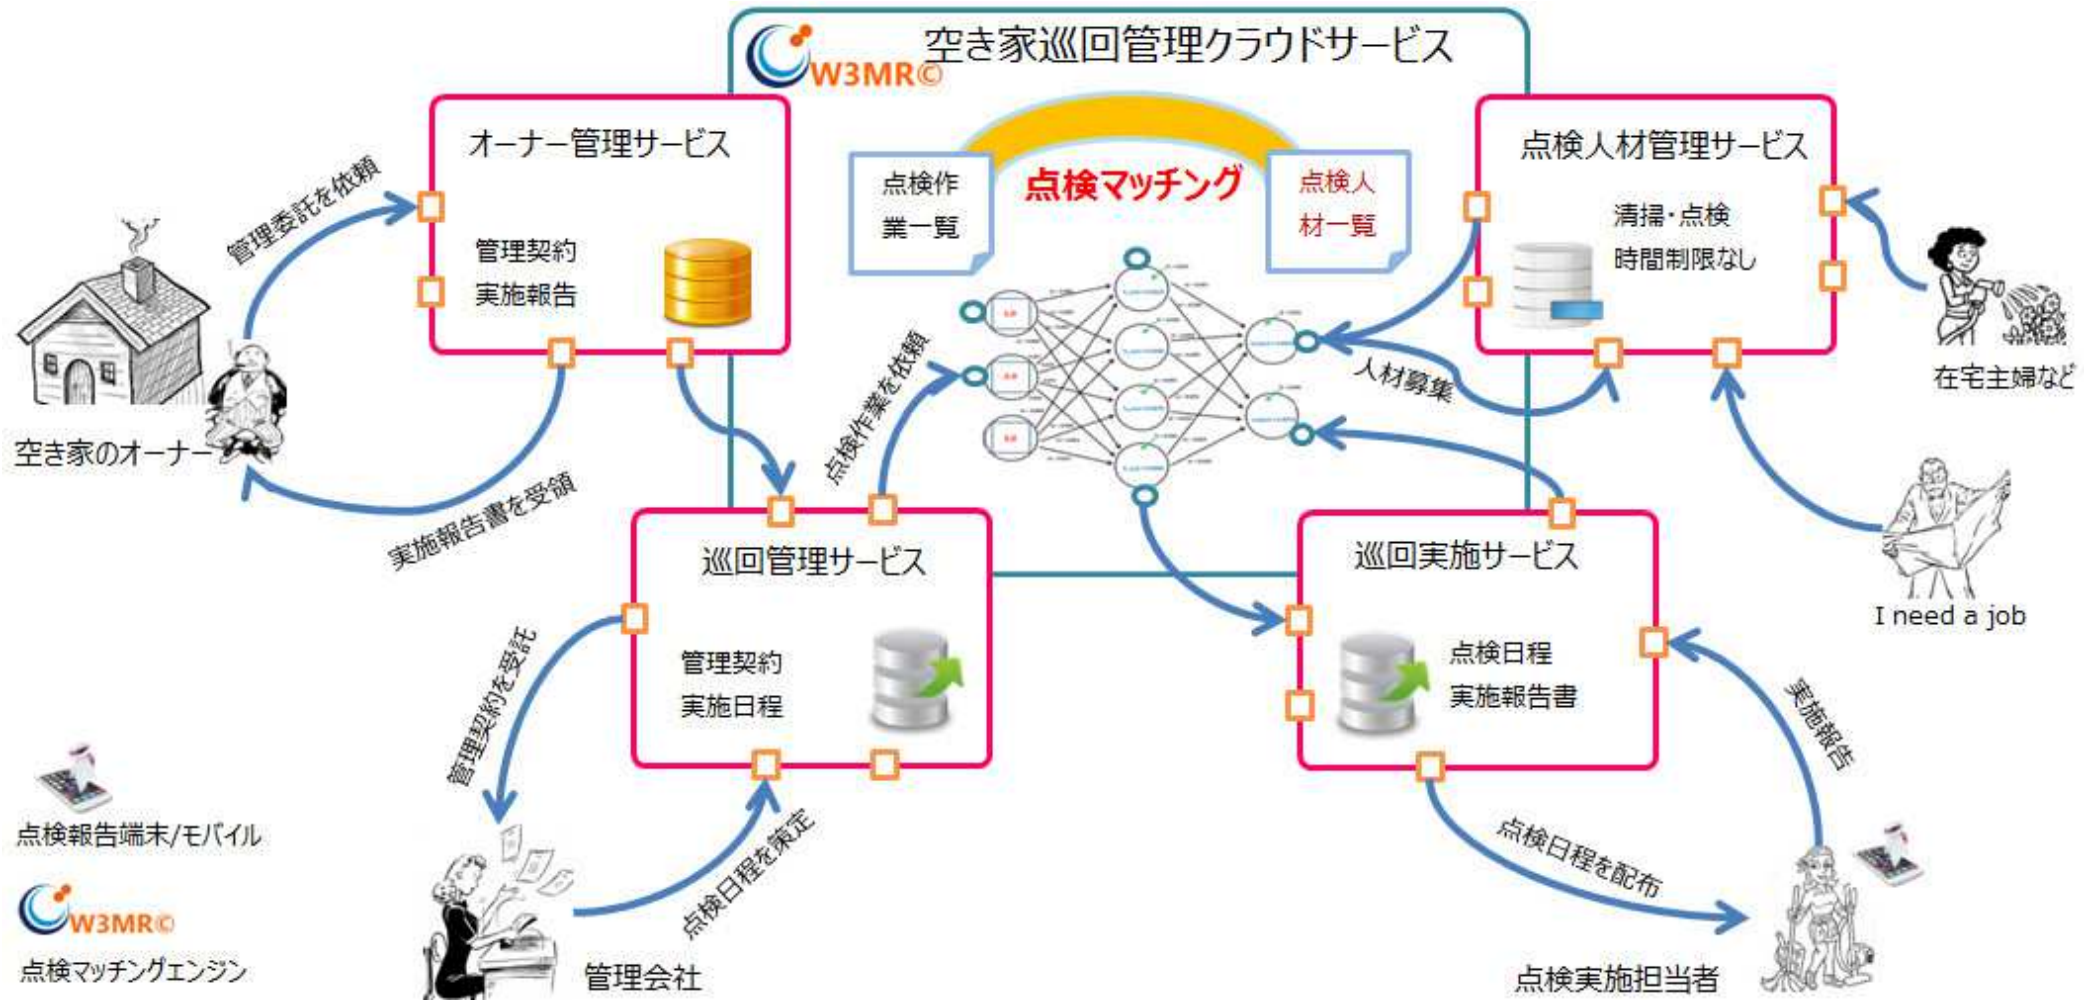 空き家巡回管理クラウドサービス
W3MR©
オーナー管理サービス
管理契約
実施報告
点検作
業一覧
点検マッチング
点検人
材一覧
点検人材管理サービス
清掃・点検
時間制限なし
管理委託を依頼
空き家のオーナー
実施報告書を受領
点検作業を依頼
人材募集
在宅主婦など
I need a job
巡回管理サービス
管理契約
実施日程
巡回実施サービス
点検日程
実施報告書
管理契約を受託
点検日程を策定
管理会社
実施報告
点検日程を配布
点検実施担当者
点検報告端末/モバイル
W3MR©
点検マッチングエンジン